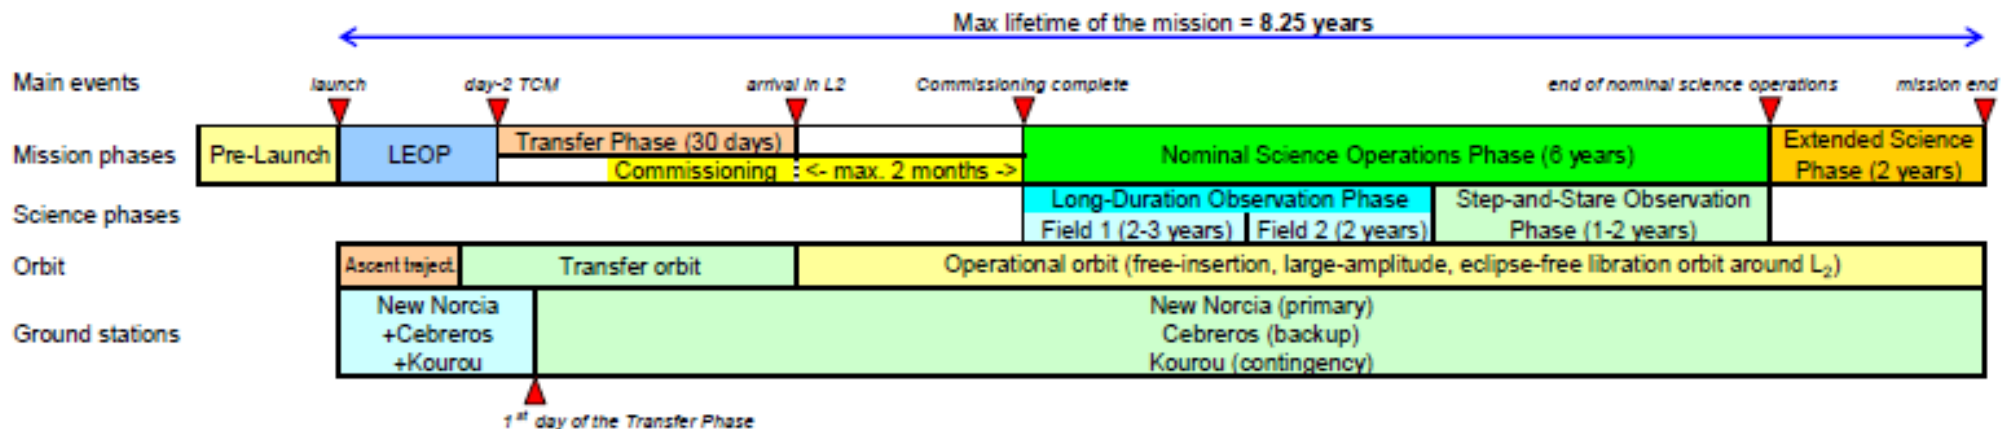 Max lifetime of the mission = 8.25 years
Main events
launch
day-2 TCM
arrival in L2
Commissioning complete
end of nominal science operations
mission end
Mission phases
Pre-Launch
LEOP
Transfer Phase (30 days)
Commissioning
<- max. 2 months ->
Nominal Science Operations Phase (6 years)
Extended Science
Phase (2 years)
Science phases
Long-Duration Observation Phase
Field 1 (2-3 years)
Field 2 (2 years)
Step-and-Stare Observation
Phase (1-2 years)
Orbit
Ascent traject.
Transfer orbit
Operational orbit (free-insertion, large-amplitude, eclipse-free libration orbit around L₂)
Ground stations
New Norcia
+Cebreros
+Kourou
New Norcia (primary)
Cebreros (backup)
Kourou (contingency)
1st day of the Transfer Phase